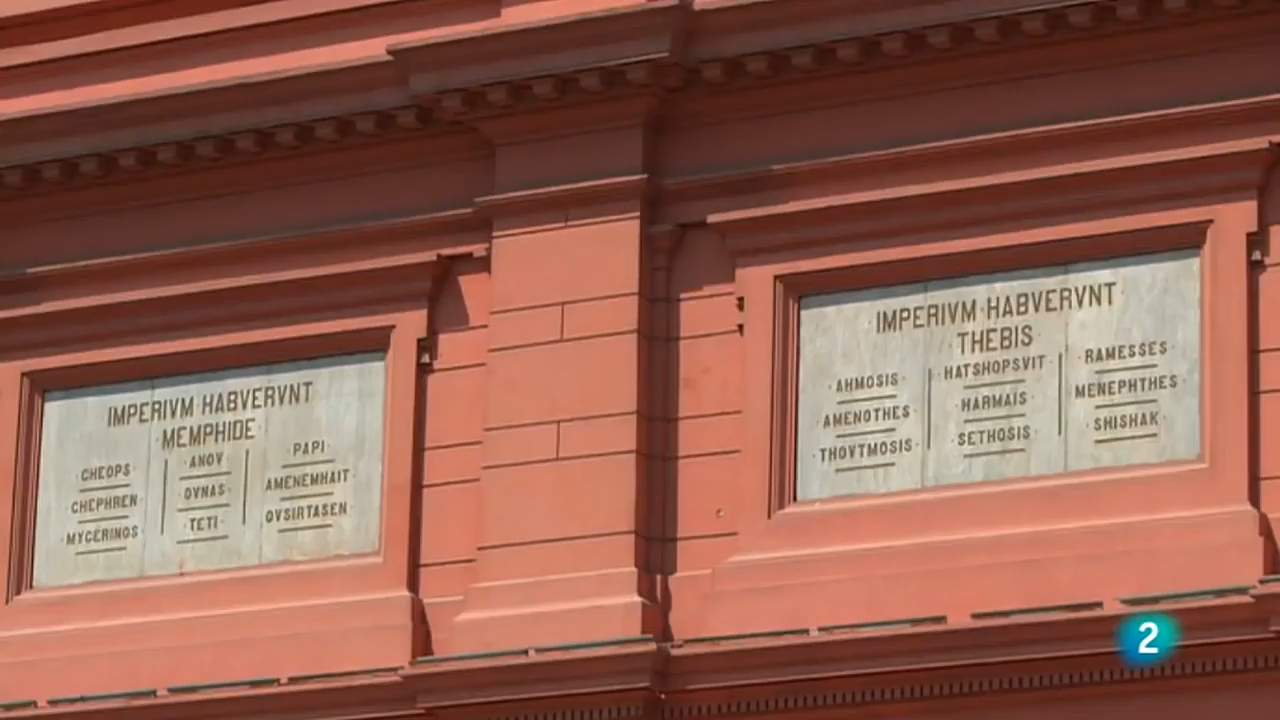 IMPERIVM HABVERVNT
MEMPHIDE
CHEOPS
CHEPHREN
MYCERINOS
ANOV
OVNAS
TETI
PAPI
AMENEMHAIT
OVSIRTASEN
IMPERIVM HABVERVNT
THEBIS
AHMOSIS
AMENOTHES
THOVTMOSIS
HATSHOPSVIT
HARMAIS
SETHOSIS
RAMESSES
MENEPHTHES
SHISHAK
2